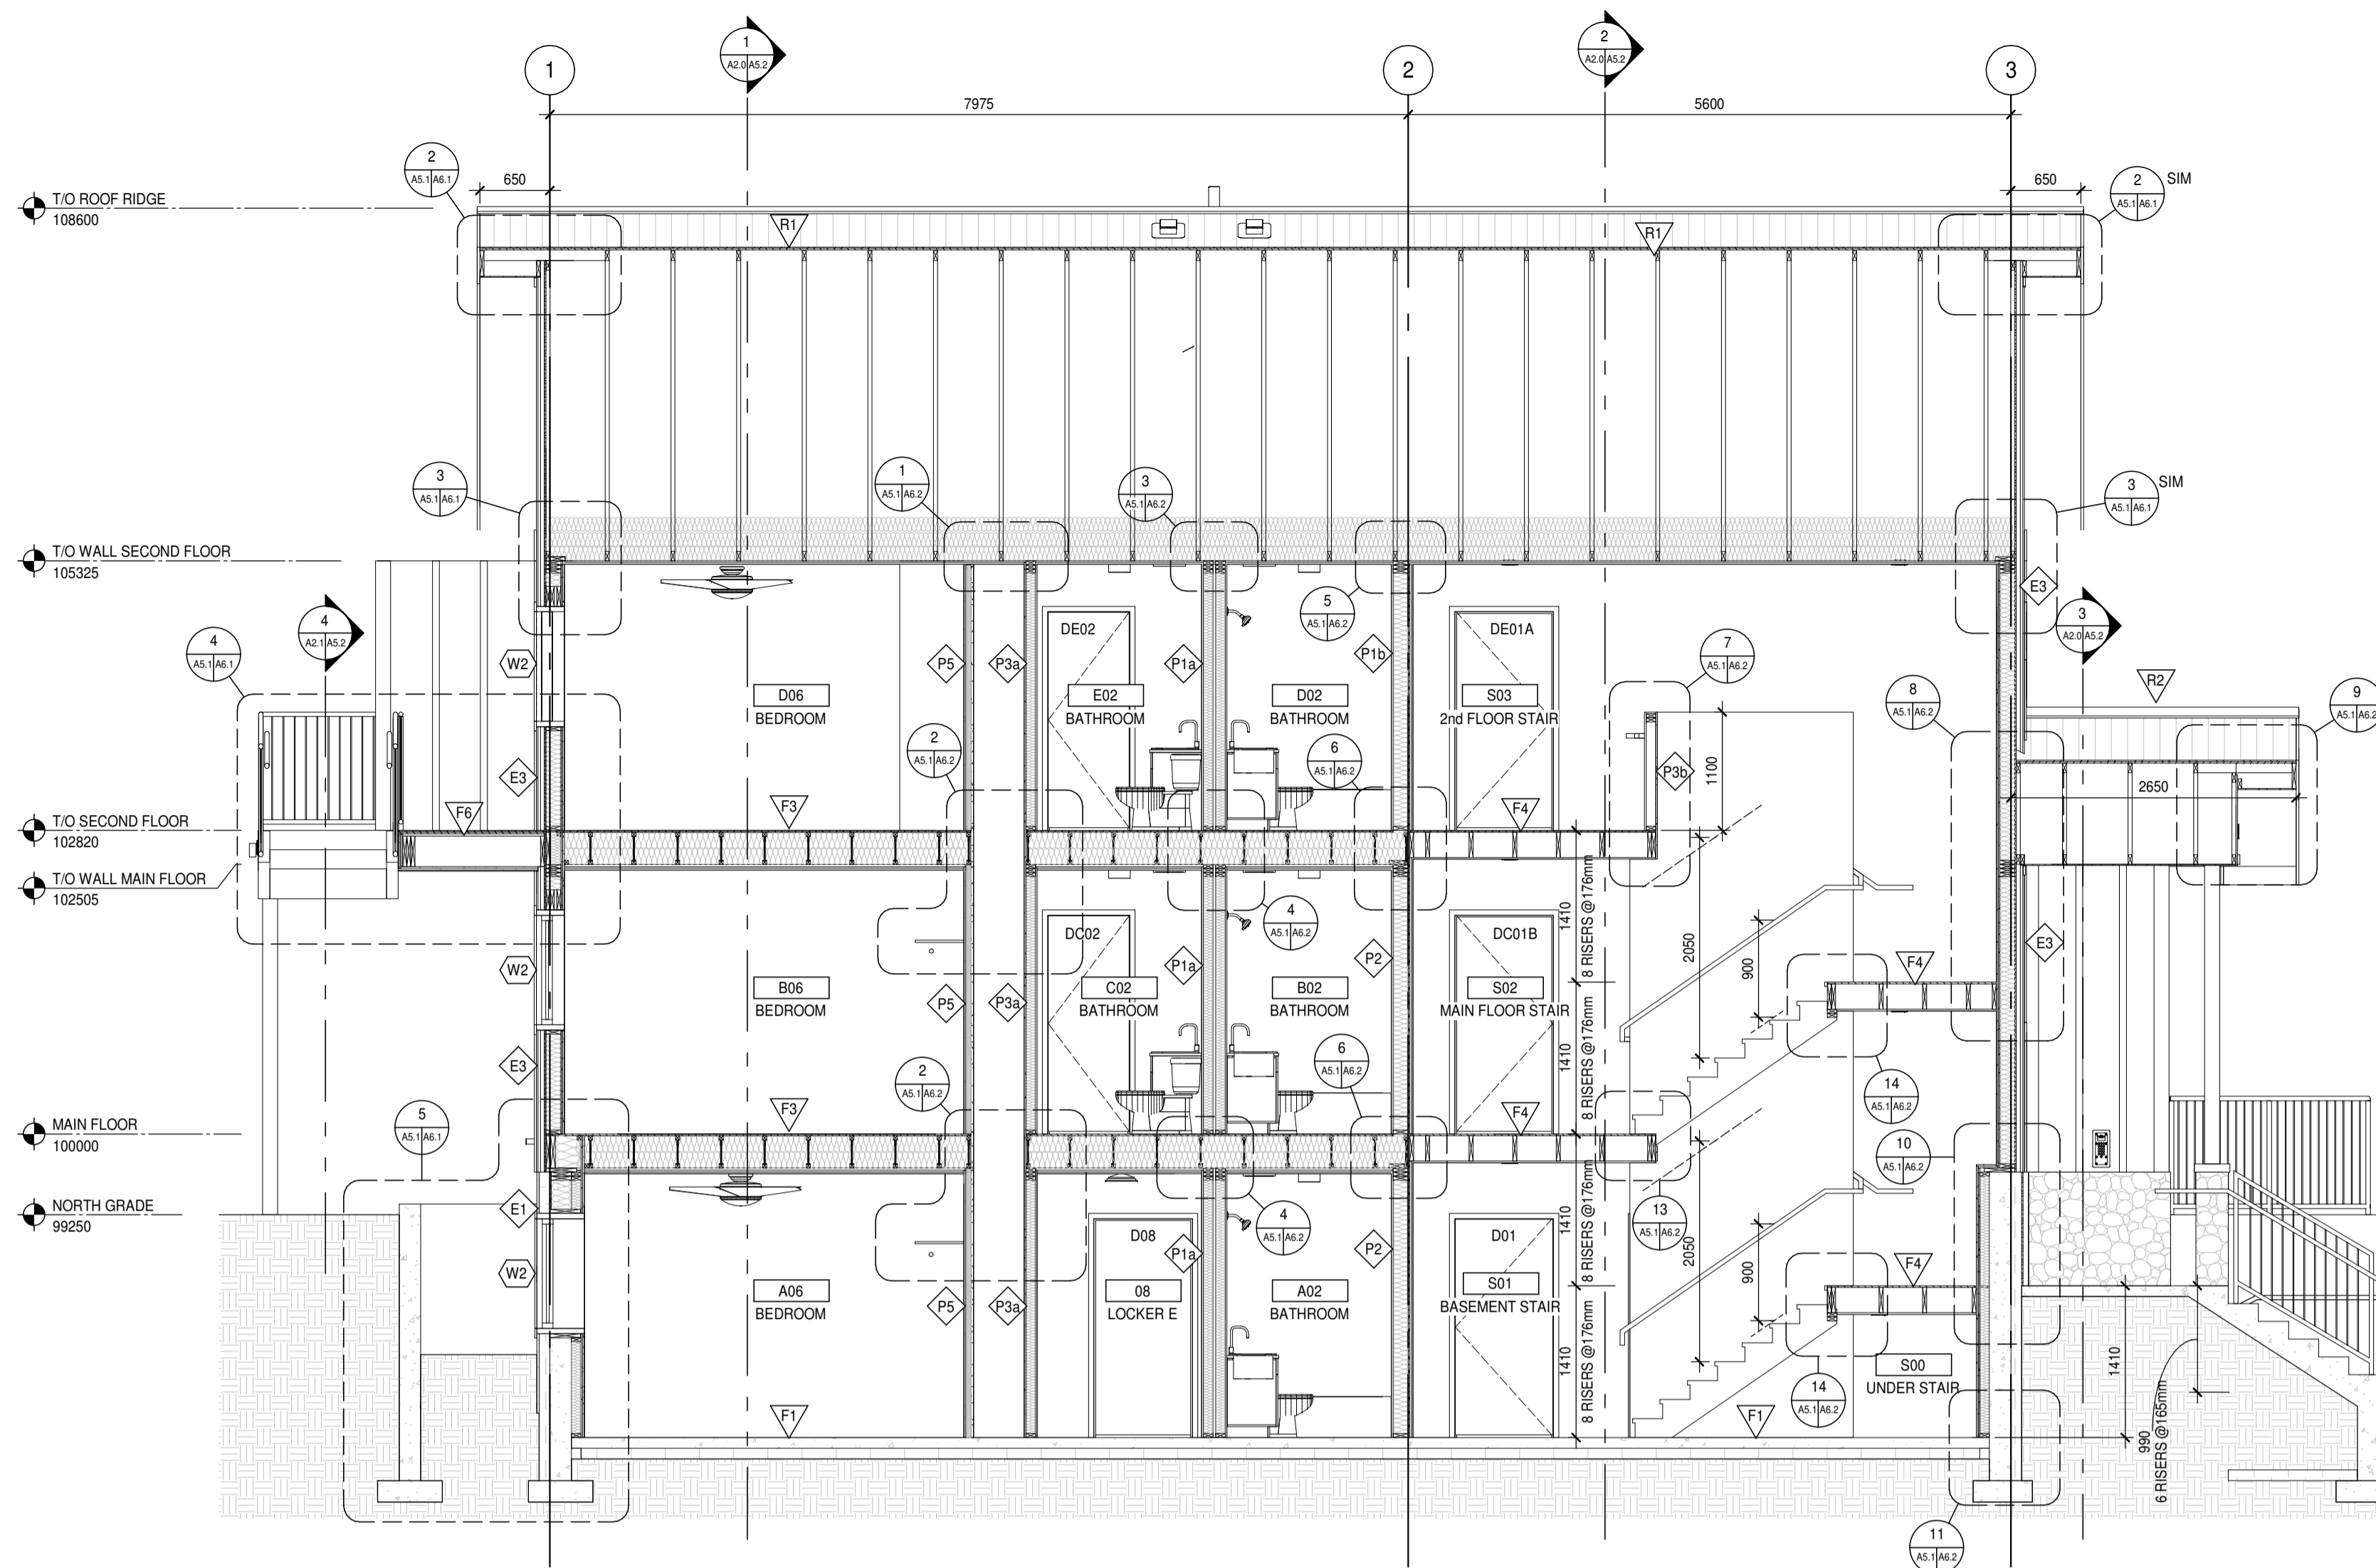 1
A2.0 A5.2
2
A2.0 A5.2
1
2
3
7975
5600
2
A5.1 A6.1
650
650
2
A5.1 A6.1
SIM
T/O ROOF RIDGE
108600
R1
R1
3
A5.1 A6.1
1
A5.1 A6.2
3
A5.1 A6.2
3
A5.1 A6.1
SIM
T/O WALL SECOND FLOOR
105325
4
A5.1 A6.1
4
A2.1 A5.2
5
A5.1 A6.2
E3
3
A2.0 A5.2
DE02
DE01A
W2
P5
P3a
P1a
P1b
7
A5.1 A6.2
D06
BEDROOM
E02
BATHROOM
D02
BATHROOM
S03
2nd FLOOR STAIR
8
A5.1 A6.2
R2
9
A5.1 A6.2
2
A5.1 A6.2
6
A5.1 A6.2
E3
P3b
1100
2650
T/O SECOND FLOOR
102820
F6
F3
F4
T/O WALL MAIN FLOOR
102505
4
A5.1 A6.2
1410
8 RISERS @176mm
2050
900
DC02
DC01B
W2
P5
P3a
P1a
P2
E3
F4
B06
BEDROOM
C02
BATHROOM
B02
BATHROOM
S02
MAIN FLOOR STAIR
1410
8 RISERS @176mm
2
A5.1 A6.2
6
A5.1 A6.2
E3
14
A5.1 A6.2
MAIN FLOOR
100000
5
A5.1 A6.1
F3
F4
10
A5.1 A6.2
NORTH GRADE
99250
E1
4
A5.1 A6.2
13
A5.1 A6.2
1410
8 RISERS @176mm
2050
900
D08
D01
W2
P5
P3a
P1a
P2
F4
A06
BEDROOM
08
LOCKER E
A02
BATHROOM
S01
BASEMENT STAIR
1410
8 RISERS @176mm
S00
UNDER STAIR
14
A5.1 A6.2
1410
990
6 RISERS @165mm
F1
F1
11
A5.1 A6.2